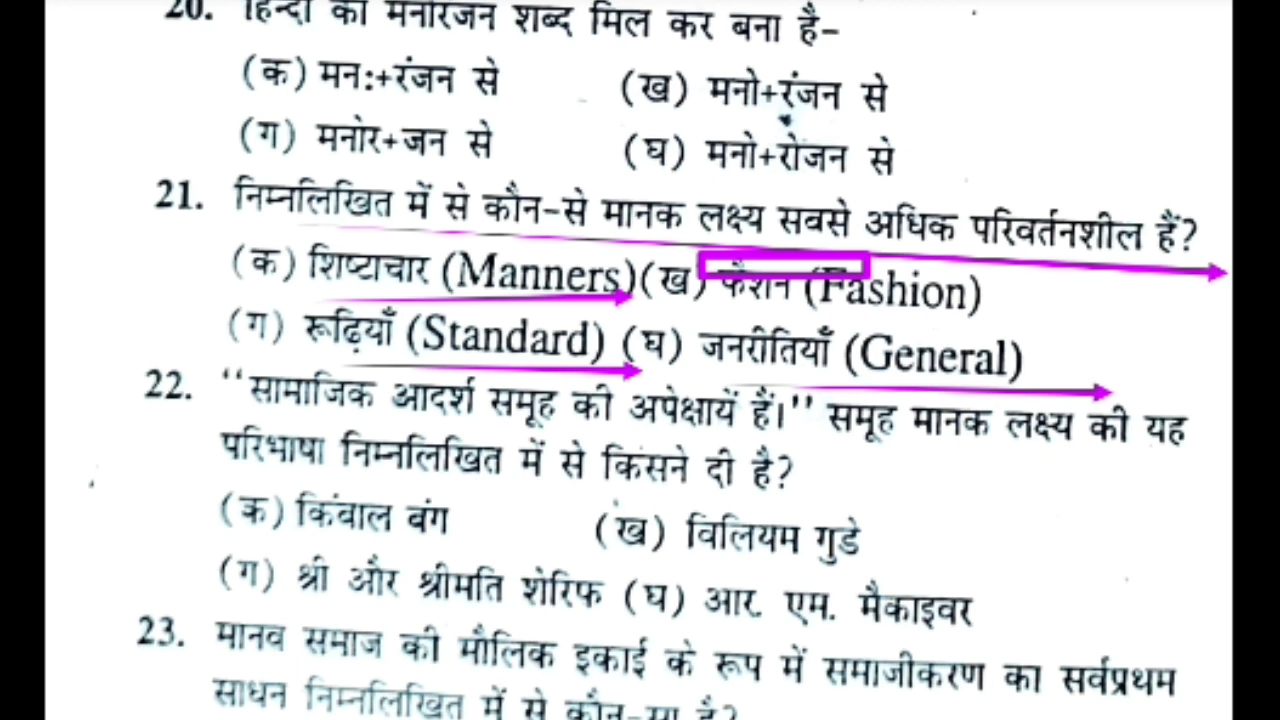 20. हिन्दी का मनोरंजन शब्द मिल कर बना है-
(क) मन:+रंजन से (ख) मनो+रंजन से
(ग) मनोर+जन से (घ) मनो+रोजन से
21. निम्नलिखित में से कौन-से मानक लक्ष्य सबसे अधिक परिवर्तनशील हैं?
(क) शिष्टाचार (Manners) (ख) फैशन (Fashion)
(ग) रूढ़ियाँ (Standard) (घ) जनरीतियाँ (General)
22. ‘‘सामाजिक आदर्श समूह की अपेक्षायें हैं।’’ समूह मानक लक्ष्य की यह
परिभाषा निम्नलिखित में से किसने दी है?
(क) किंवाल बंग (ख) विलियम गुडे
(ग) श्री और श्रीमति शेरिफ (घ) आर. एम. मैकाइवर
23. मानव समाज की मौलिक इकाई के रूप में समाजीकरण का सर्वप्रथम
साधन निम्नलिखित में से कौन-सा है?